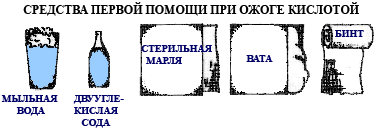 СРЕДСТВА ПЕРВОЙ ПОМОЩИ ПРИ ОЖОГЕ КИСЛОТОЙ
МЫЛЬНАЯ
ВОДА
ДВУУГЛЕ-
КИСЛАЯ
СОДА
СТЕРИЛЬНАЯ
МАРЛЯ
ВАТА
БИНТ